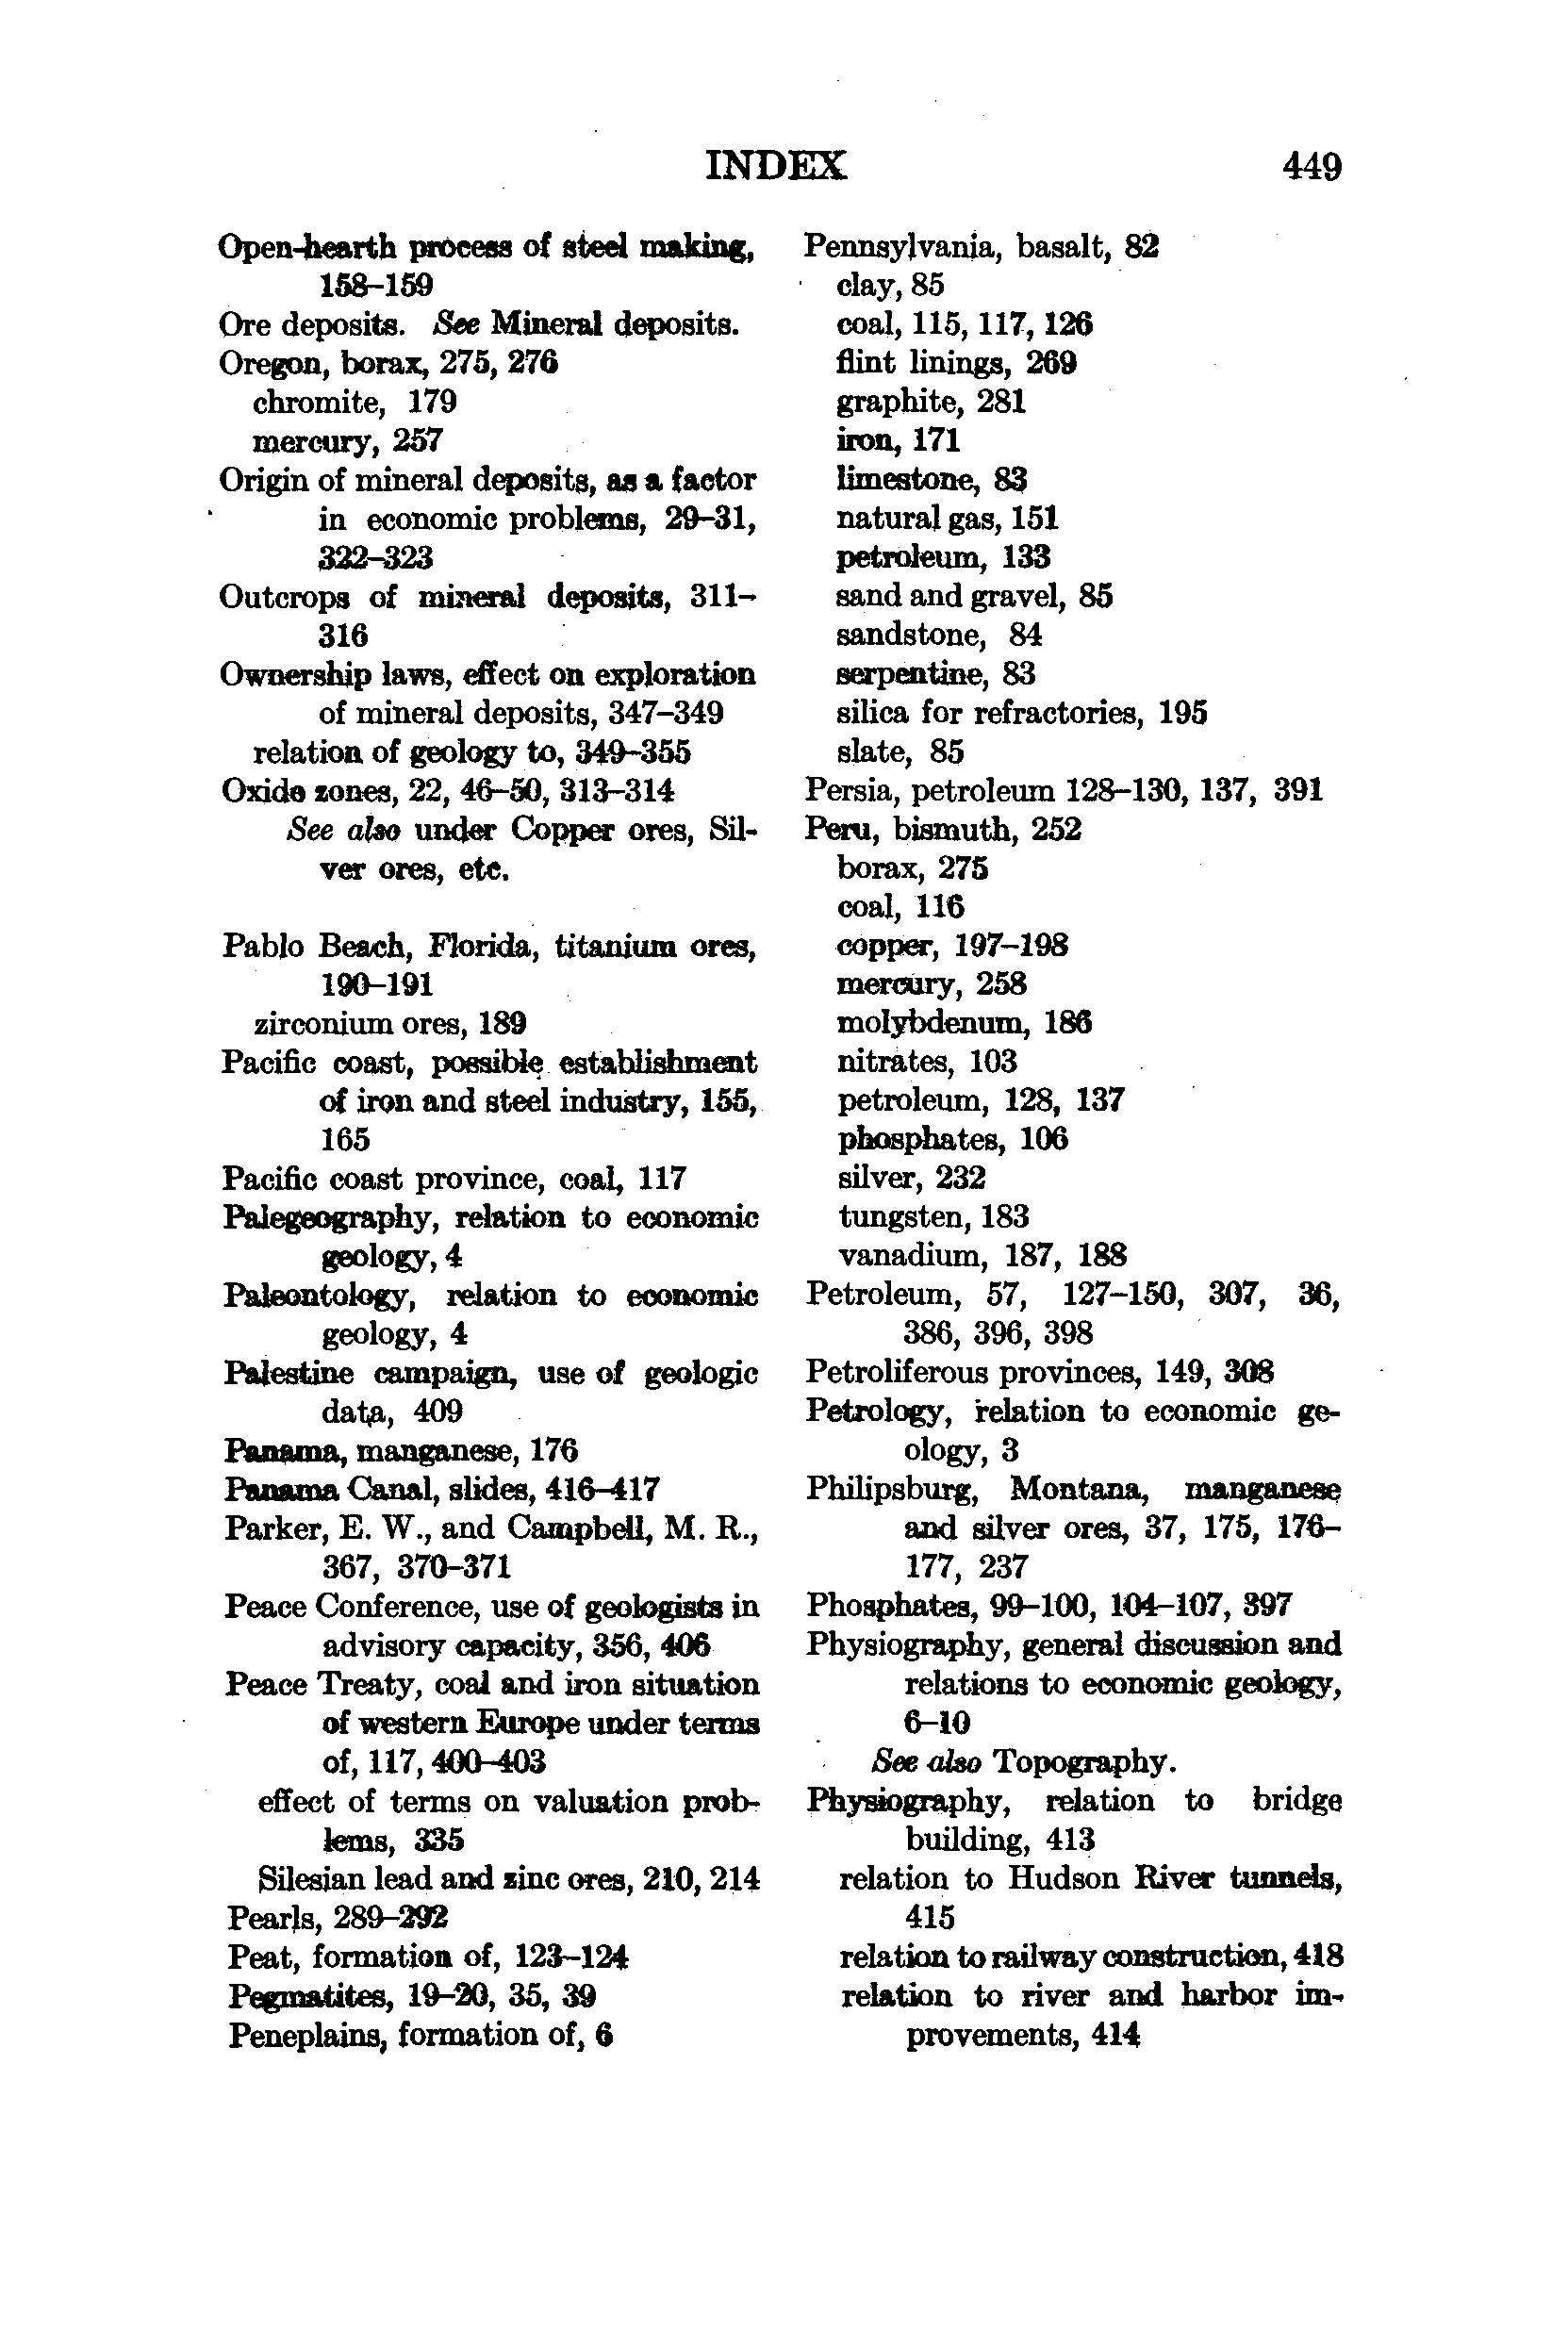 INDEX 449
Open-hearth process of steel making,
158–159
Ore deposits. See Mineral deposits.
Oregon, borax, 275, 276
chromite, 179
mercury, 257
Origin of mineral deposits, as a factor
in economic problems, 29–31,
322–323
Outcrops of mineral deposits, 311–
316
Ownership laws, effect on exploration
of mineral deposits, 347–349
relation of geology to, 349–355
Oxide zones, 22, 46–50, 313–314
See also under Copper ores, Sil-
ver ores, etc.
Pablo Beach, Florida, titanium ores,
190–191
zirconium ores, 189
Pacific coast, possible establishment
of iron and steel industry, 155,
165
Pacific coast province, coal, 117
Palegeography, relation to economic
geology, 4
Paleontology, relation to economic
geology, 4
Palestine campaign, use of geologic
data, 409
Panama, manganese, 176
Panama Canal, slides, 416–417
Parker, E. W., and Campbell, M. R.,
367, 370–371
Peace Conference, use of geologists in
advisory capacity, 356, 406
Peace Treaty, coal and iron situation
of western Europe under terms
of, 117, 400–403
effect of terms on valuation prob-
lems, 335
Silesian lead and zinc ores, 210, 214
Pearls, 289–292
Peat, formation of, 123–124
Pegmatites, 19–20, 35, 39
Peneplains, formation of, 6
Pennsylvania, basalt, 82
clay, 85
coal, 115, 117, 126
flint linings, 269
graphite, 281
iron, 171
limestone, 83
natural gas, 151
petroleum, 133
sand and gravel, 85
sandstone, 84
serpentine, 83
silica for refractories, 195
slate, 85
Persia, petroleum 128–130, 137, 391
Peru, bismuth, 252
borax, 275
coal, 116
copper, 197–198
mercury, 258
molybdenum, 186
nitrates, 103
petroleum, 128, 137
phosphates, 106
silver, 232
tungsten, 183
vanadium, 187, 188
Petroleum, 57, 127–150, 307, 36,
386, 396, 398
Petroliferous provinces, 149, 308
Petrology, relation to economic ge-
ology, 3
Philipsburg, Montana, manganese
and silver ores, 37, 175, 176–
177, 237
Phosphates, 99–100, 104–107, 397
Physiography, general discussion and
relations to economic geology,
6–10
See also Topography.
Physiography, relation to bridge
building, 413
relation to Hudson River tunnels,
415
relation to railway construction, 418
relation to river and harbor im-
provements, 414